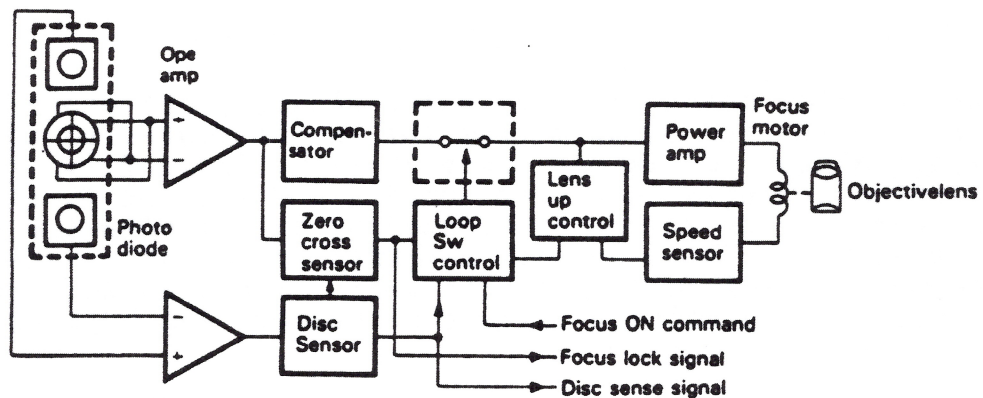 Ope
amp
+
−
Photo
diode
−
+
Compen-
sator
Zero
cross
sensor
Disc
Sensor
Loop
Sw
control
Lens
up
control
Power
amp
Speed
sensor
Focus
motor
Objectivelens
Focus ON command
Focus lock signal
Disc sense signal